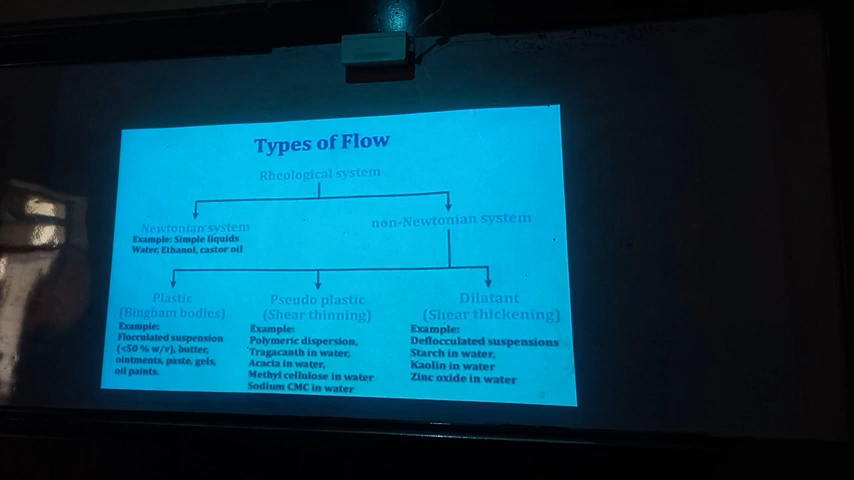 Types of Flow
Rheological system
Newtonian system
Example: Simple liquids
Water, Ethanol, castor oil
non-Newtonian system
Plastic
(Bingham bodies)
Example:
Flocculated suspension
(<50 % w/v), butter,
ointments, paste, gels,
oil paints.
Pseudo plastic
(Shear thinning)
Example:
Polymeric dispersion,
Tragacanth in water,
Acacia in water,
Methyl cellulose in water
Sodium CMC in water
Dilatant
(Shear thickening)
Example:
Deflocculated suspensions
Starch in water,
Kaolin in water
Zinc oxide in water